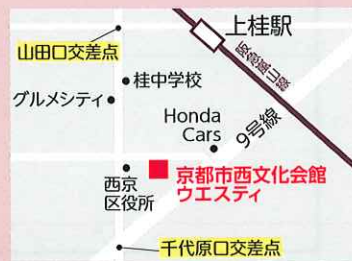 上桂駅
阪急嵐山線
山田口交差点
桂中学校
グルメシティ
Honda
Cars
9号線
西京
区役所
京都市西文化会館
ウエスティ
千代原口交差点